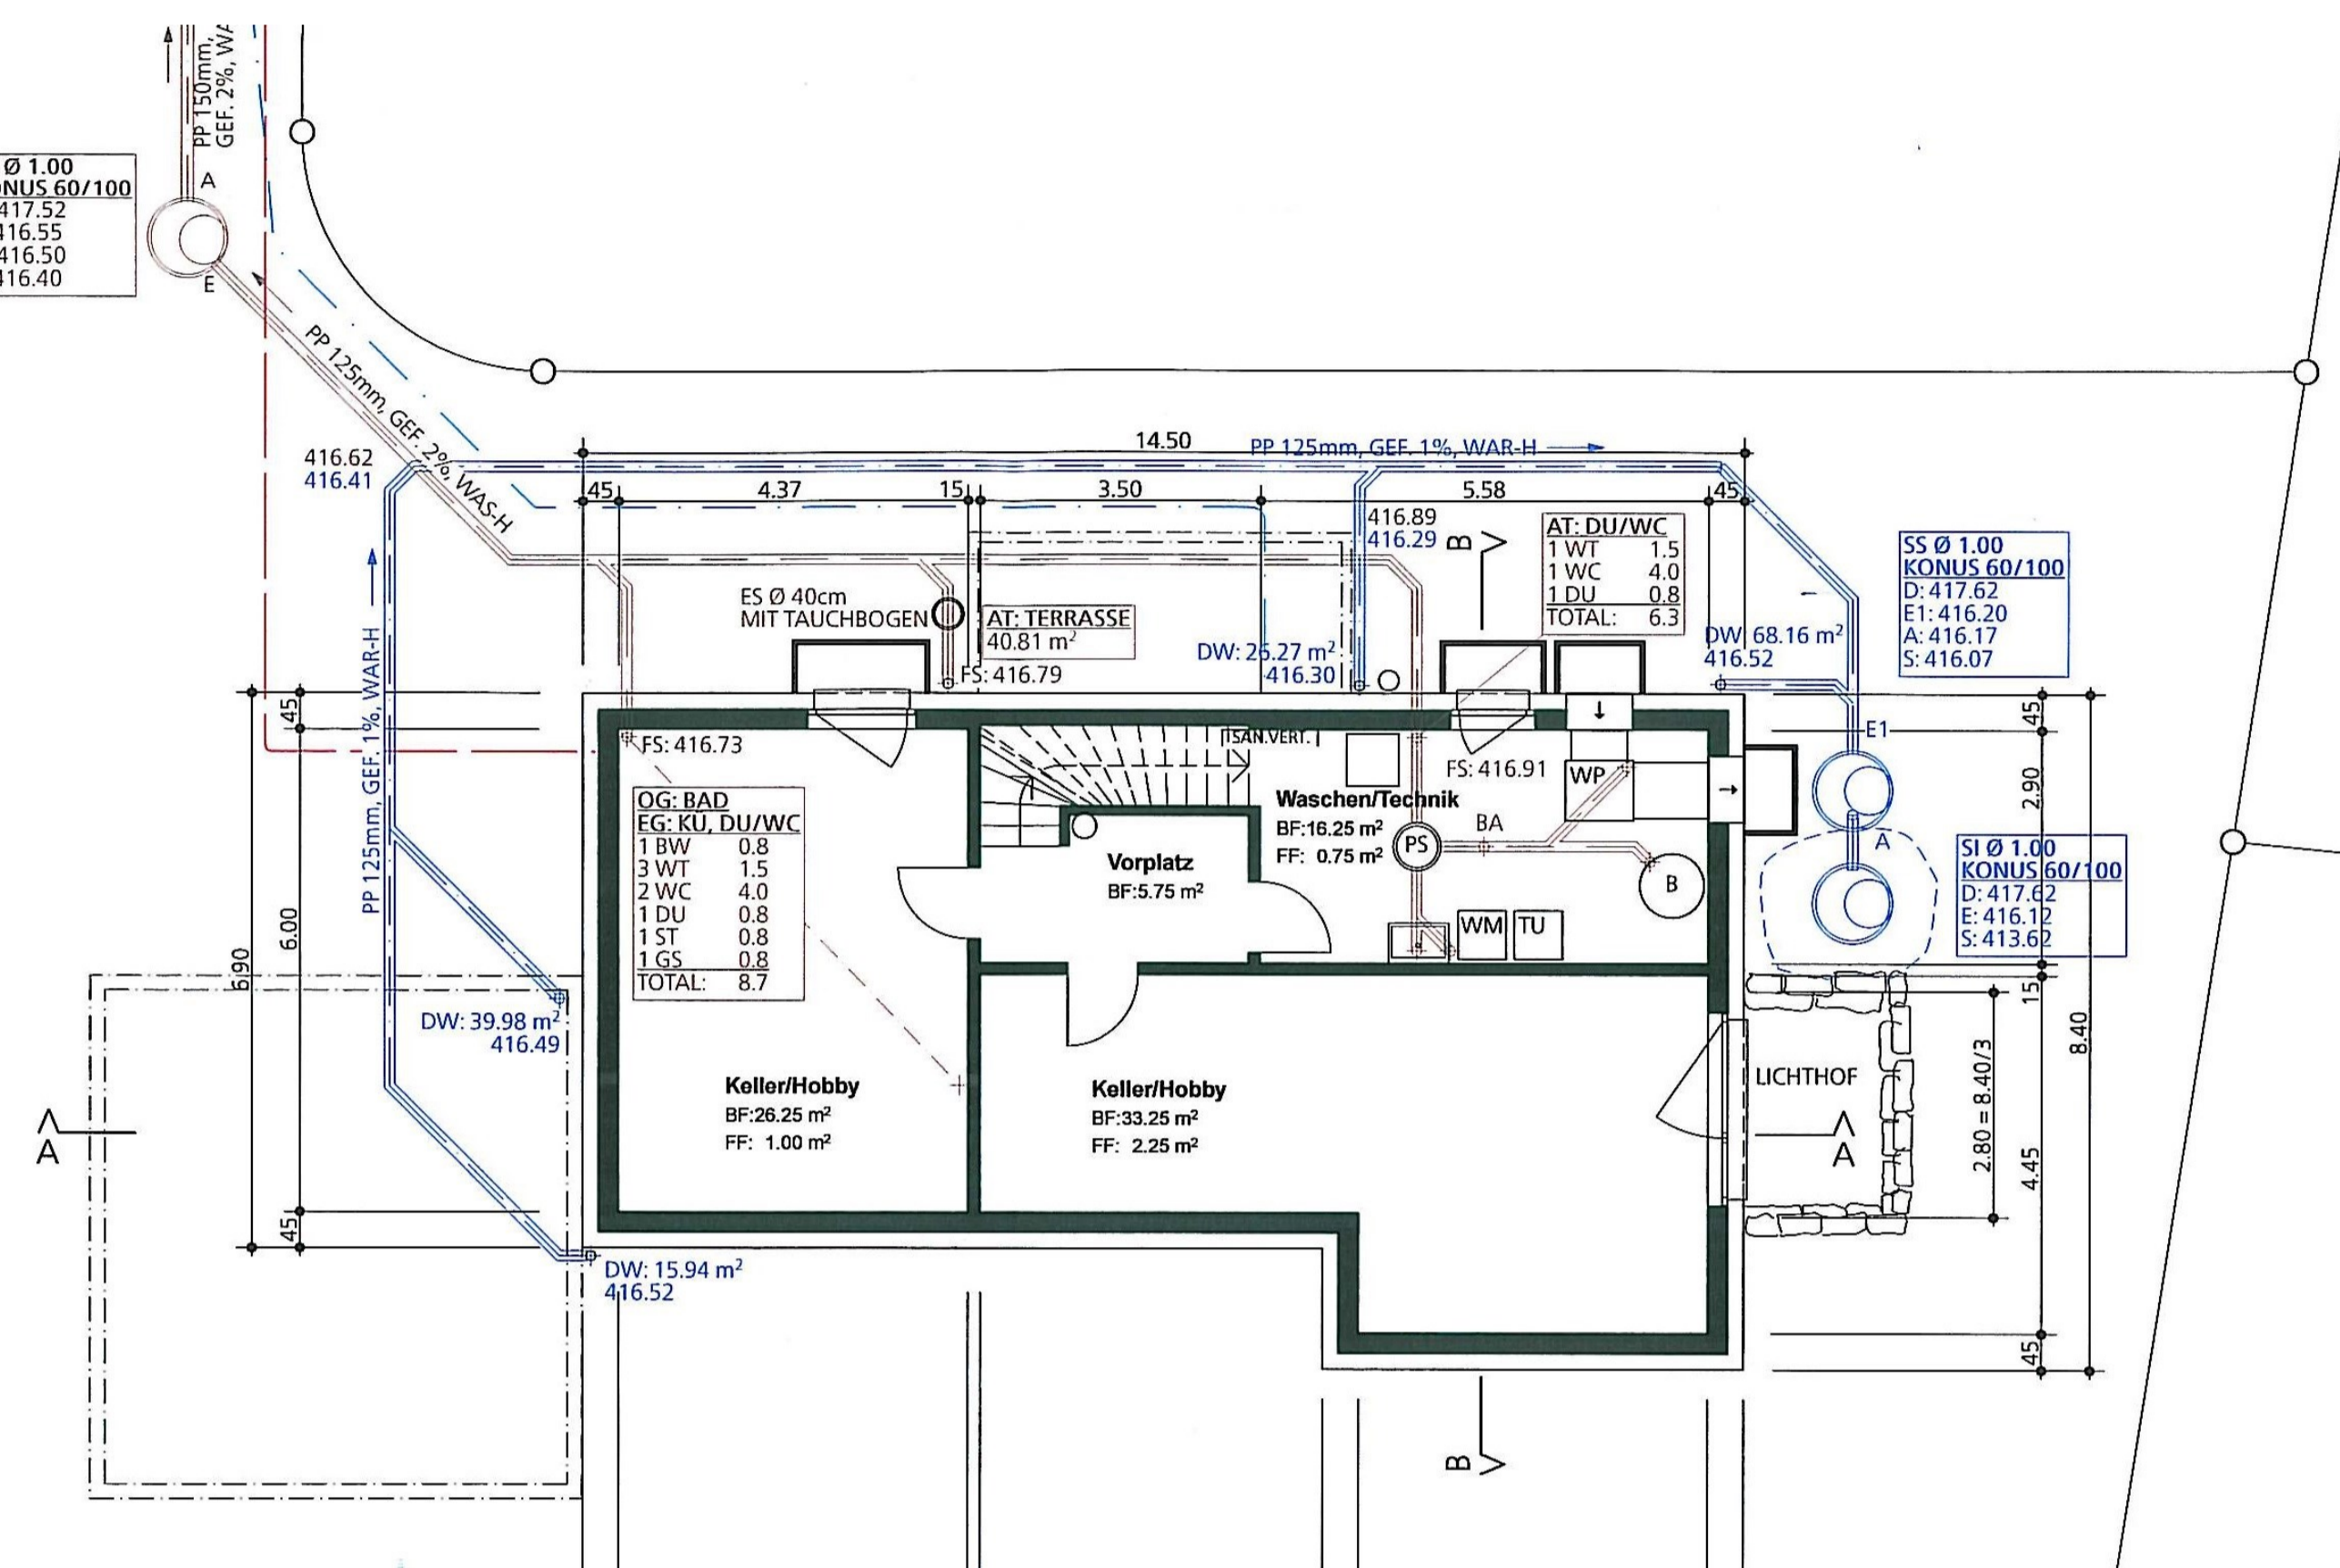 PP 150mm,
GEF. 2%, WA
A
Ø 1.00
ONUS 60/100
417.52
416.55
416.50
416.40
E
PP 125mm, GEF. 2%, WAS-H
416.62
416.41
14.50
PP 125mm, GEF. 1%, WAR-H
45
4.37
15
3.50
5.58
45
416.89
416.29
B
AT: DU/WC
1 WT 1.5
1 WC 4.0
1 DU 0.8
TOTAL: 6.3
SS Ø 1.00
KONUS 60/100
D: 417.62
E1: 416.20
A: 416.17
S: 416.07
ES Ø 40cm
MIT TAUCHBOGEN
AT: TERRASSE
40.81 m²
FS: 416.79
DW: 26.27 m²
416.30
DW: 68.16 m²
416.52
PP 125mm, GEF. 1%, WAR-H
45
6.00
6.90
45
FS: 416.73
SAN.VERT.
FS: 416.91
WP
E1
45
2.90
OG: BAD
EG: KÜ, DU/WC
1 BW 0.8
3 WT 1.5
2 WC 4.0
1 DU 0.8
1 ST 0.8
1 GS 0.8
TOTAL: 8.7
Waschen/Technik
BF:16.25 m²
FF: 0.75 m²
PS
BA
B
Vorplatz
BF:5.75 m²
WM
TU
A
SI Ø 1.00
KONUS 60/100
D: 417.62
E: 416.12
S: 413.62
DW: 39.98 m²
416.49
15
8.40
LICHTHOF
2.80 = 8.40/3
4.45
Keller/Hobby
BF:26.25 m²
FF: 1.00 m²
Keller/Hobby
BF:33.25 m²
FF: 2.25 m²
A
A
DW: 15.94 m²
416.52
45
B